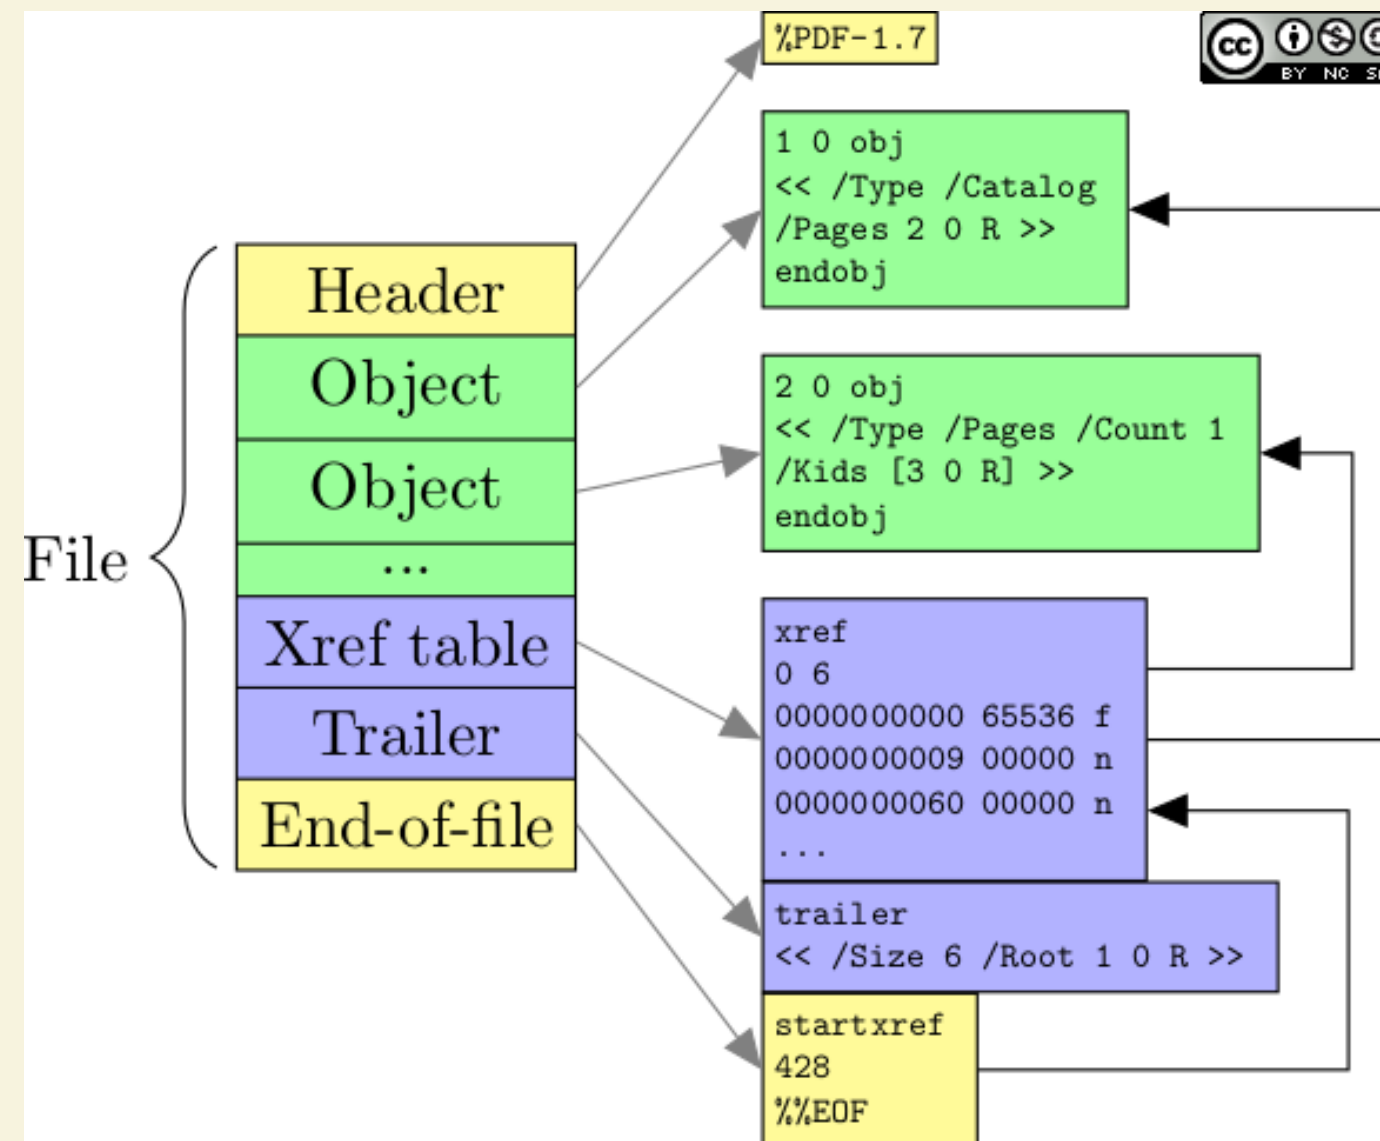 File
Header
Object
Object
...
Xref table
Trailer
End-of-file
%PDF-1.7
1 0 obj
<< /Type /Catalog
/Pages 2 0 R >>
endobj
2 0 obj
<< /Type /Pages /Count 1
/Kids [3 0 R] >>
endobj
xref
0 6
0000000000 65536 f
0000000009 00000 n
0000000060 00000 n
...
trailer
<< /Size 6 /Root 1 0 R >>
startxref
428
%%EOF
cc
BY NC